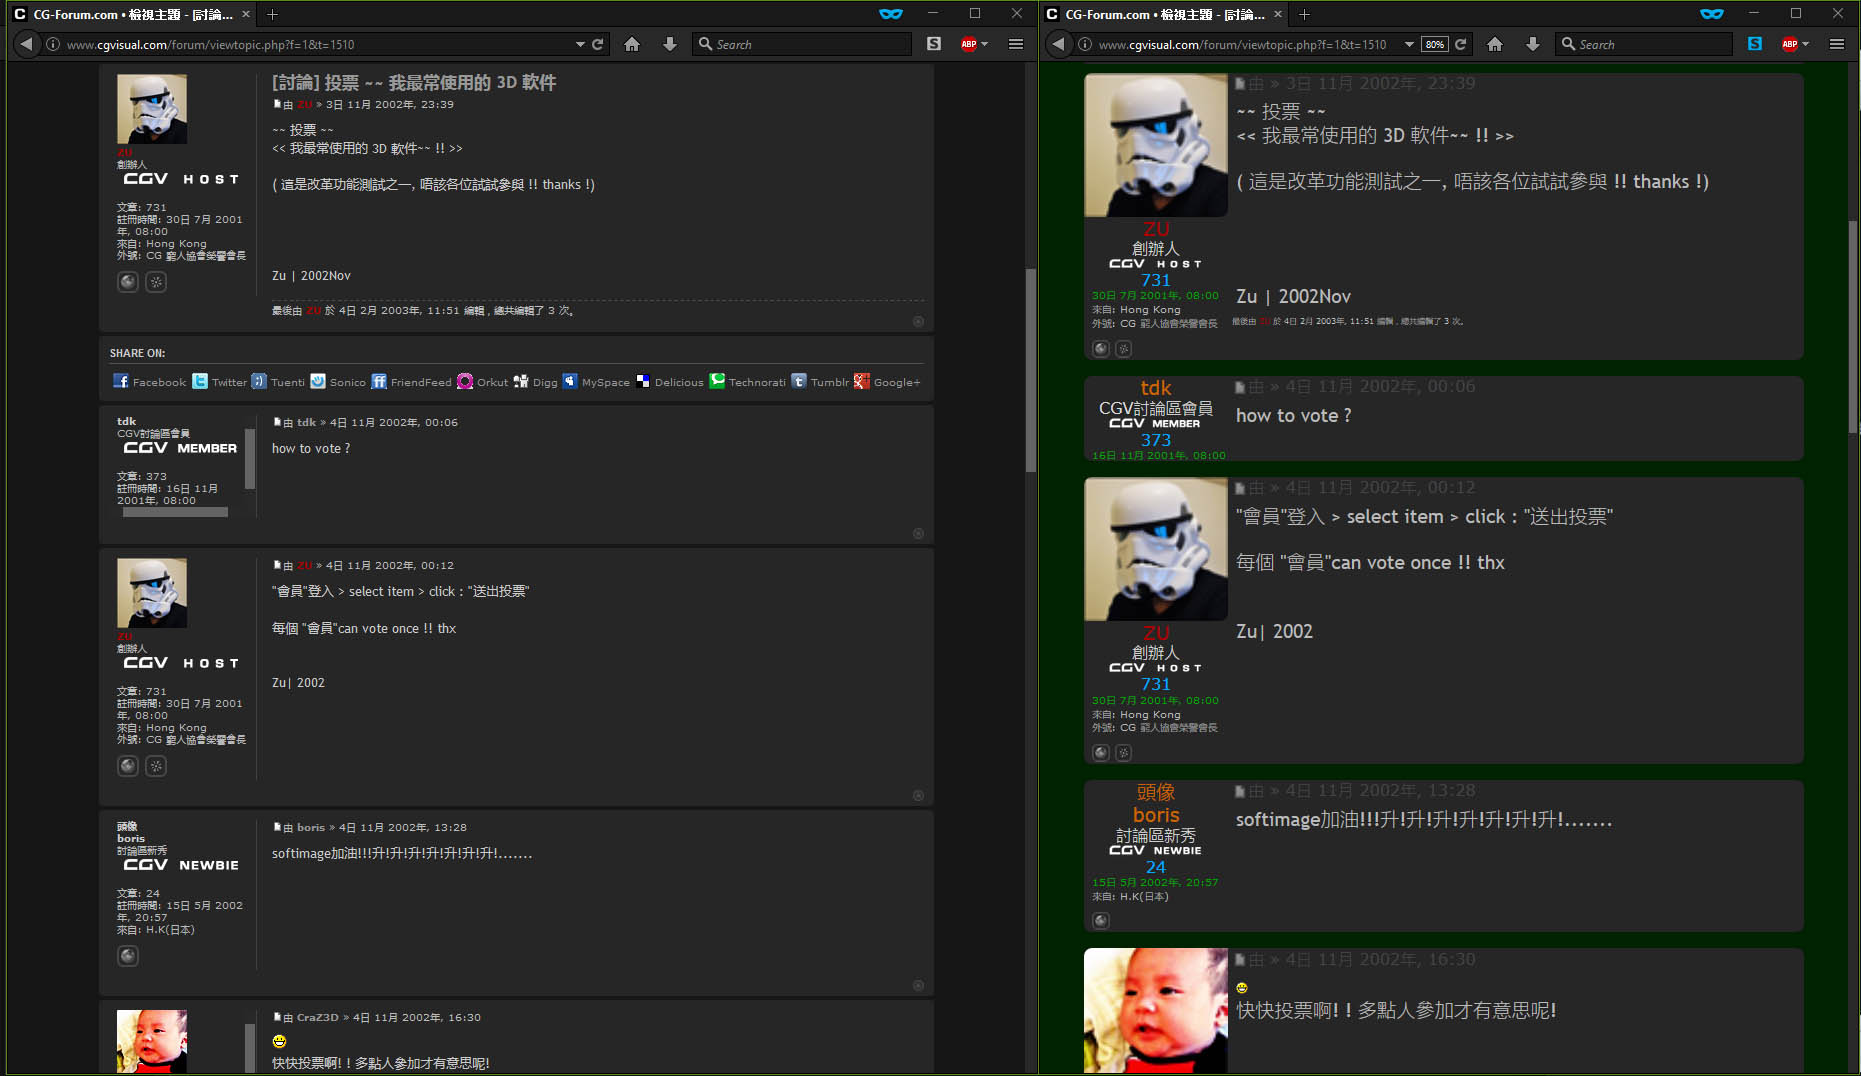 CG-Forum.com • 檢視主題 - [討論...
www.cgvisual.com/forum/viewtopic.php?f=1&t=1510
Search
ABP
[討論] 投票 ~~ 我最常使用的 3D 軟件
由 ZU » 3日 11月 2002年, 23:39
~~ 投票 ~~
<< 我最常使用的 3D 軟件~~ !! >>
( 這是改革功能測試之一, 唔該各位試試參與 !! thanks !)
Zu | 2002Nov
最後由 ZU 於 4日 2月 2003年, 11:51 編輯，總共編輯了 3 次。
ZU
創辦人
CGV HOST
文章: 731
註冊時間: 30日 7月 2001
年, 08:00
來自: Hong Kong
外號: CG 窮人協會榮譽會長
SHARE ON:
Facebook Twitter Tuenti Sonico FriendFeed Orkut Digg MySpace Delicious Technorati Tumblr Google+
tdk
CGV討論區會員
CGV MEMBER
文章: 373
註冊時間: 16日 11月
2001年, 08:00
由 tdk » 4日 11月 2002年, 00:06
how to vote ?
ZU
創辦人
CGV HOST
文章: 731
註冊時間: 30日 7月 2001
年, 08:00
來自: Hong Kong
外號: CG 窮人協會榮譽會長
由 ZU » 4日 11月 2002年, 00:12
"會員"登入 > select item > click : "送出投票"
每個 "會員"can vote once !! thx
Zu| 2002
頭像
boris
討論區新秀
CGV NEWBIE
文章: 24
註冊時間: 15日 5月 2002
年, 20:57
來自: H.K(日本)
由 boris » 4日 11月 2002年, 13:28
softimage加油!!!升!升!升!升!升!升!升!.......
由 CraZ3D » 4日 11月 2002年, 16:30
快快投票啊! ! 多點人參加才有意思呢!
CG-Forum.com • 檢視主題 - [討論...
www.cgvisual.com/forum/viewtopic.php?f=1&t=1510
80%
Search
ABP
由 » 3日 11月 2002年, 23:39
~~ 投票 ~~
<< 我最常使用的 3D 軟件~~ !! >>
( 這是改革功能測試之一, 唔該各位試試參與 !! thanks !)
Zu | 2002Nov
最後由 ZU 於 4日 2月 2003年, 11:51 編輯，總共編輯了 3 次。
ZU
創辦人
CGV HOST
731
30日 7月 2001年, 08:00
來自: Hong Kong
外號: CG 窮人協會榮譽會長
tdk
CGV討論區會員
CGV MEMBER
373
16日 11月 2001年, 08:00
由 » 4日 11月 2002年, 00:06
how to vote ?
ZU
創辦人
CGV HOST
731
30日 7月 2001年, 08:00
來自: Hong Kong
外號: CG 窮人協會榮譽會長
由 » 4日 11月 2002年, 00:12
"會員"登入 > select item > click : "送出投票"
每個 "會員"can vote once !! thx
Zu| 2002
頭像
boris
討論區新秀
CGV NEWBIE
24
15日 5月 2002年, 20:57
來自: H.K(日本)
由 » 4日 11月 2002年, 13:28
softimage加油!!!升!升!升!升!升!升!升!.......
由 » 4日 11月 2002年, 16:30
快快投票啊! ! 多點人參加才有意思呢!